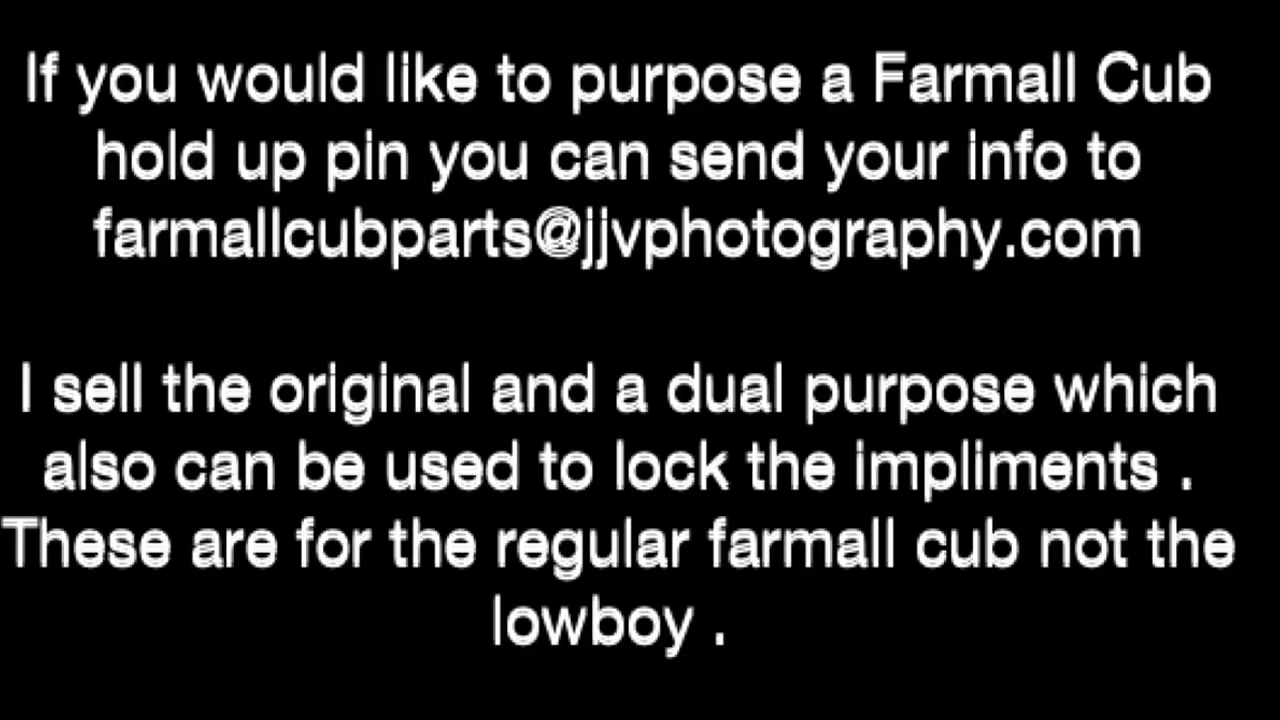 If you would like to purpose a Farmall Cub
hold up pin you can send your info to
farmallcubparts@jjvphotography.com
I sell the original and a dual purpose which
also can be used to lock the impliments .
These are for the regular farmall cub not the
lowboy .